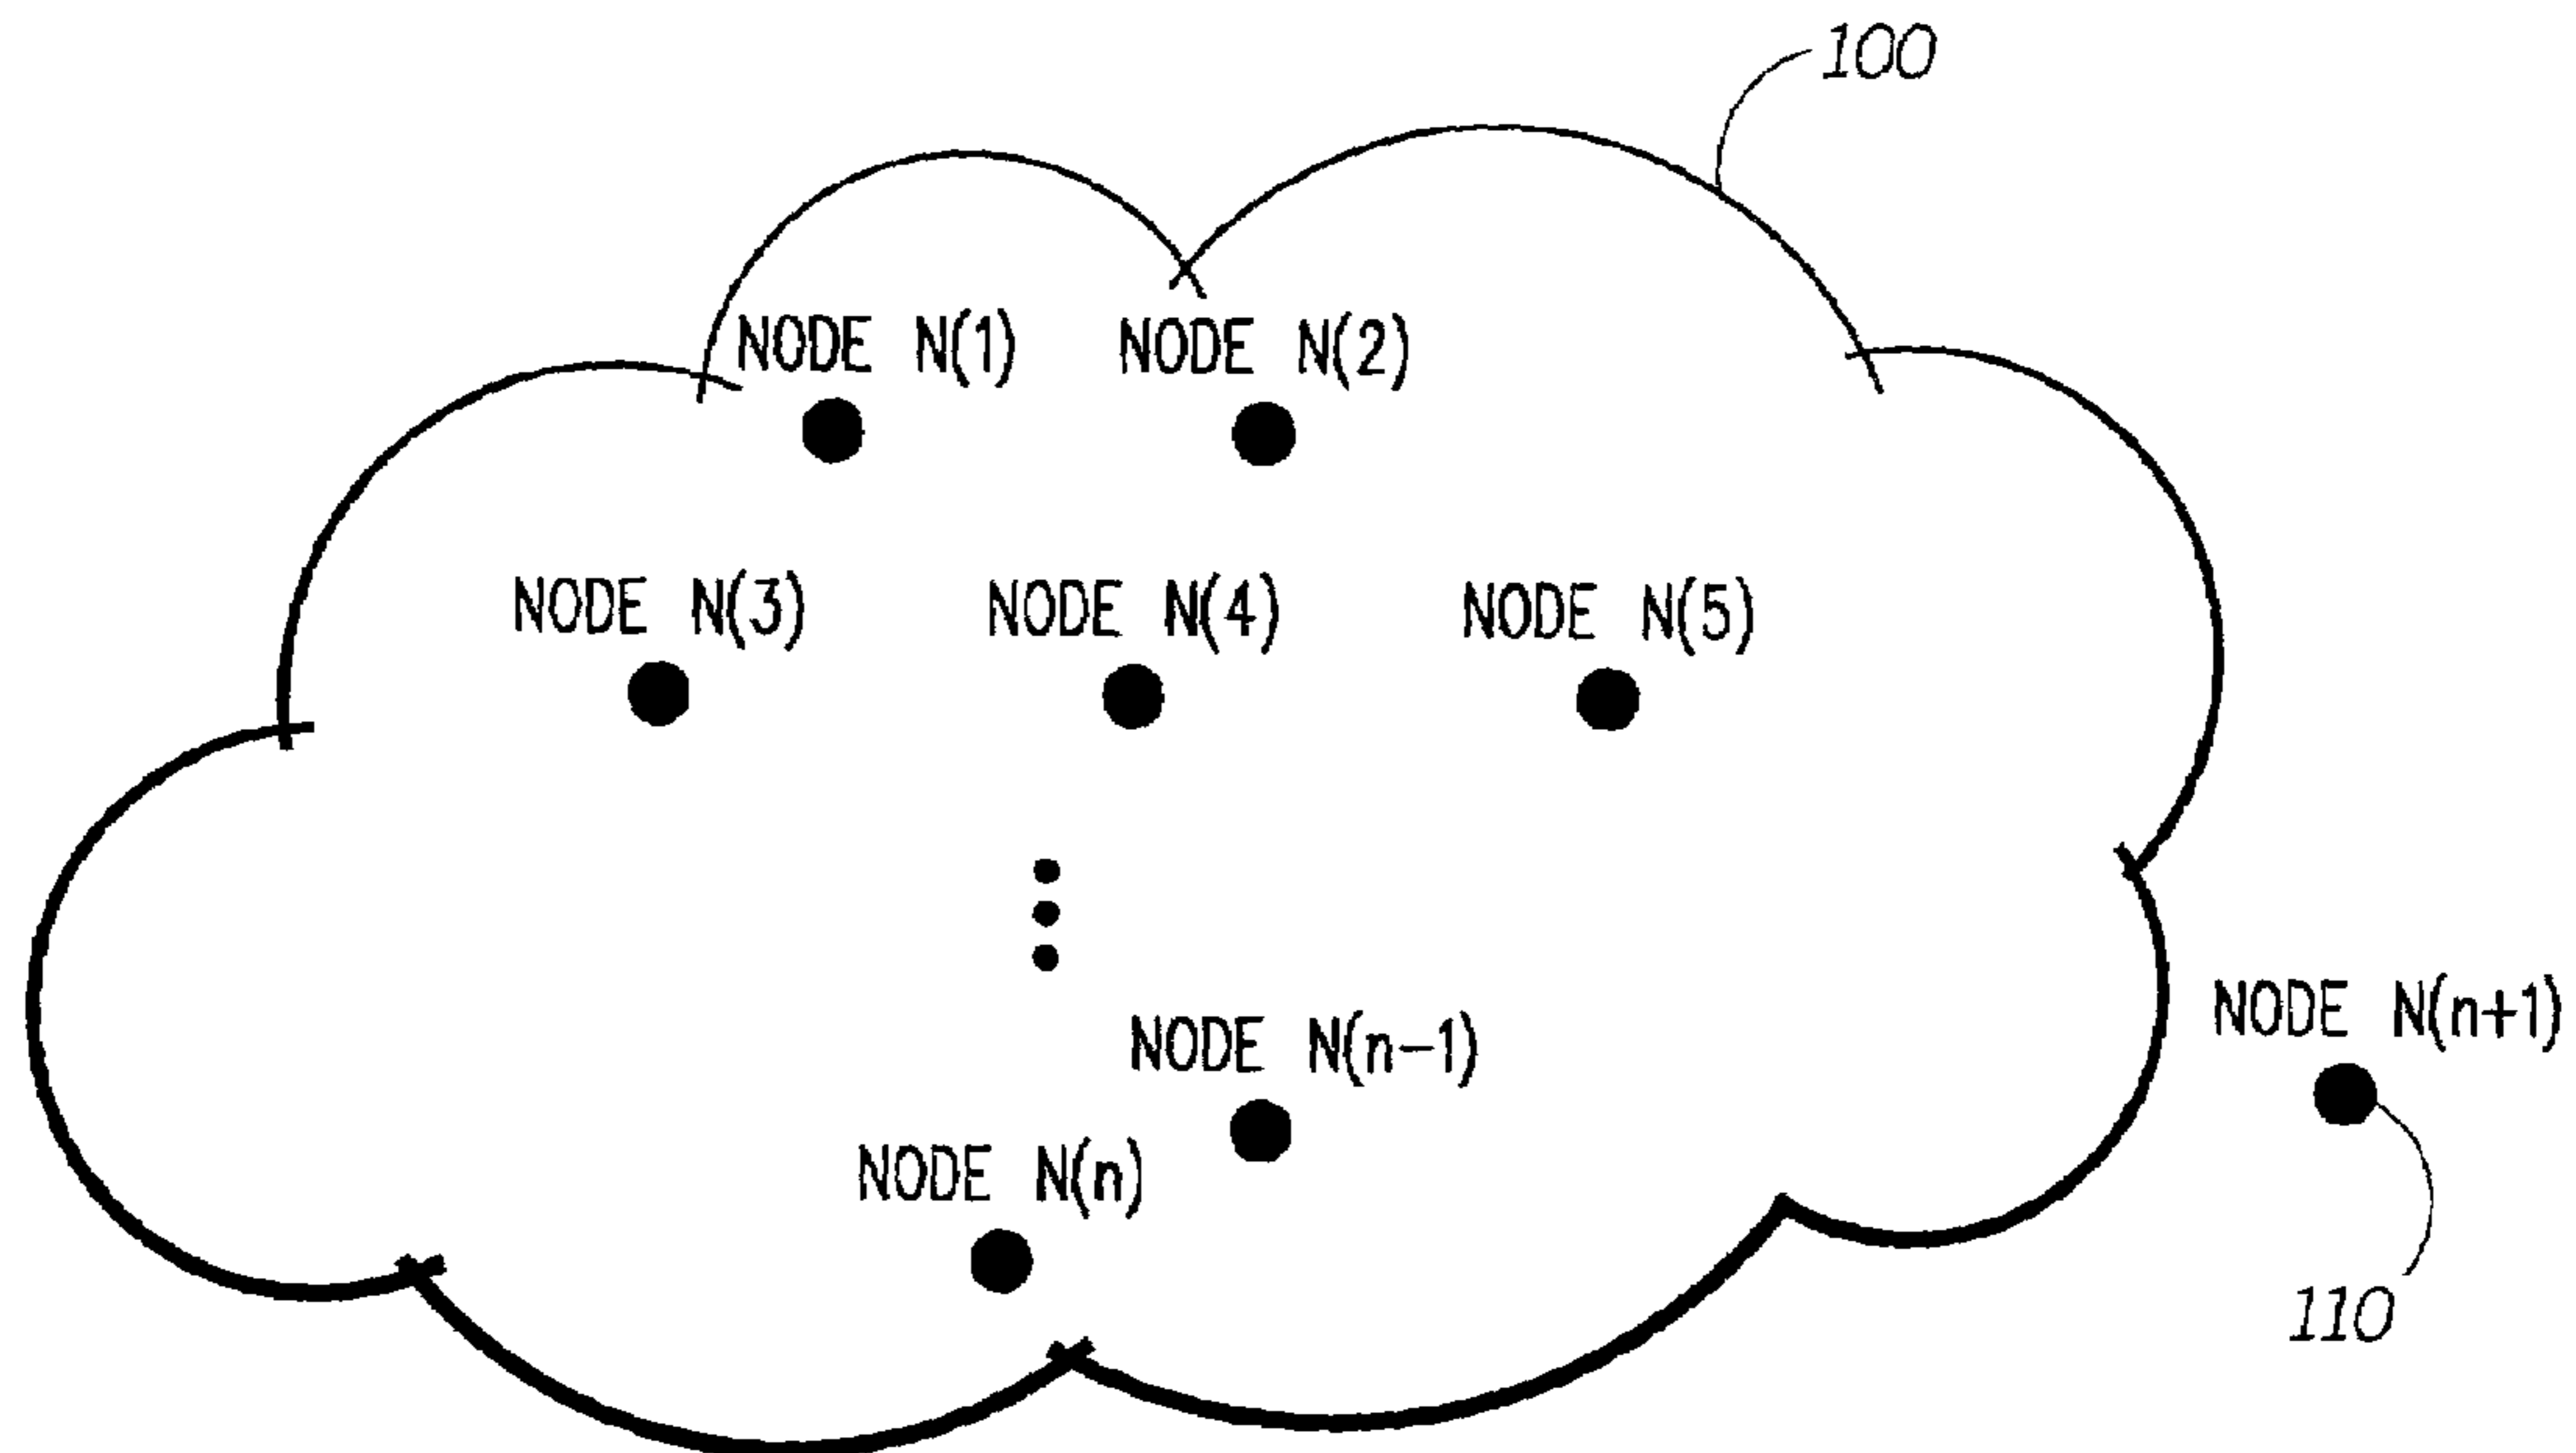 100
NODE N(1)
NODE N(2)
NODE N(3)
NODE N(4)
NODE N(5)
NODE N(n+1)
NODE N(n-1)
NODE N(n)
110